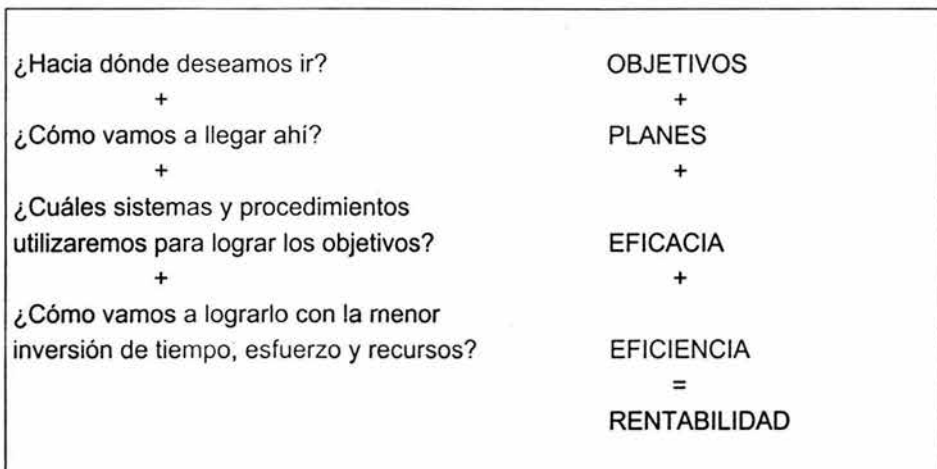 ¿Hacia dónde deseamos ir? OBJETIVOS
+ +
¿Cómo vamos a llegar ahí? PLANES
+ +
¿Cuáles sistemas y procedimientos
utilizaremos para lograr los objetivos? EFICACIA
+ +
¿Cómo vamos a lograrlo con la menor
inversión de tiempo, esfuerzo y recursos? EFICIENCIA
=
RENTABILIDAD